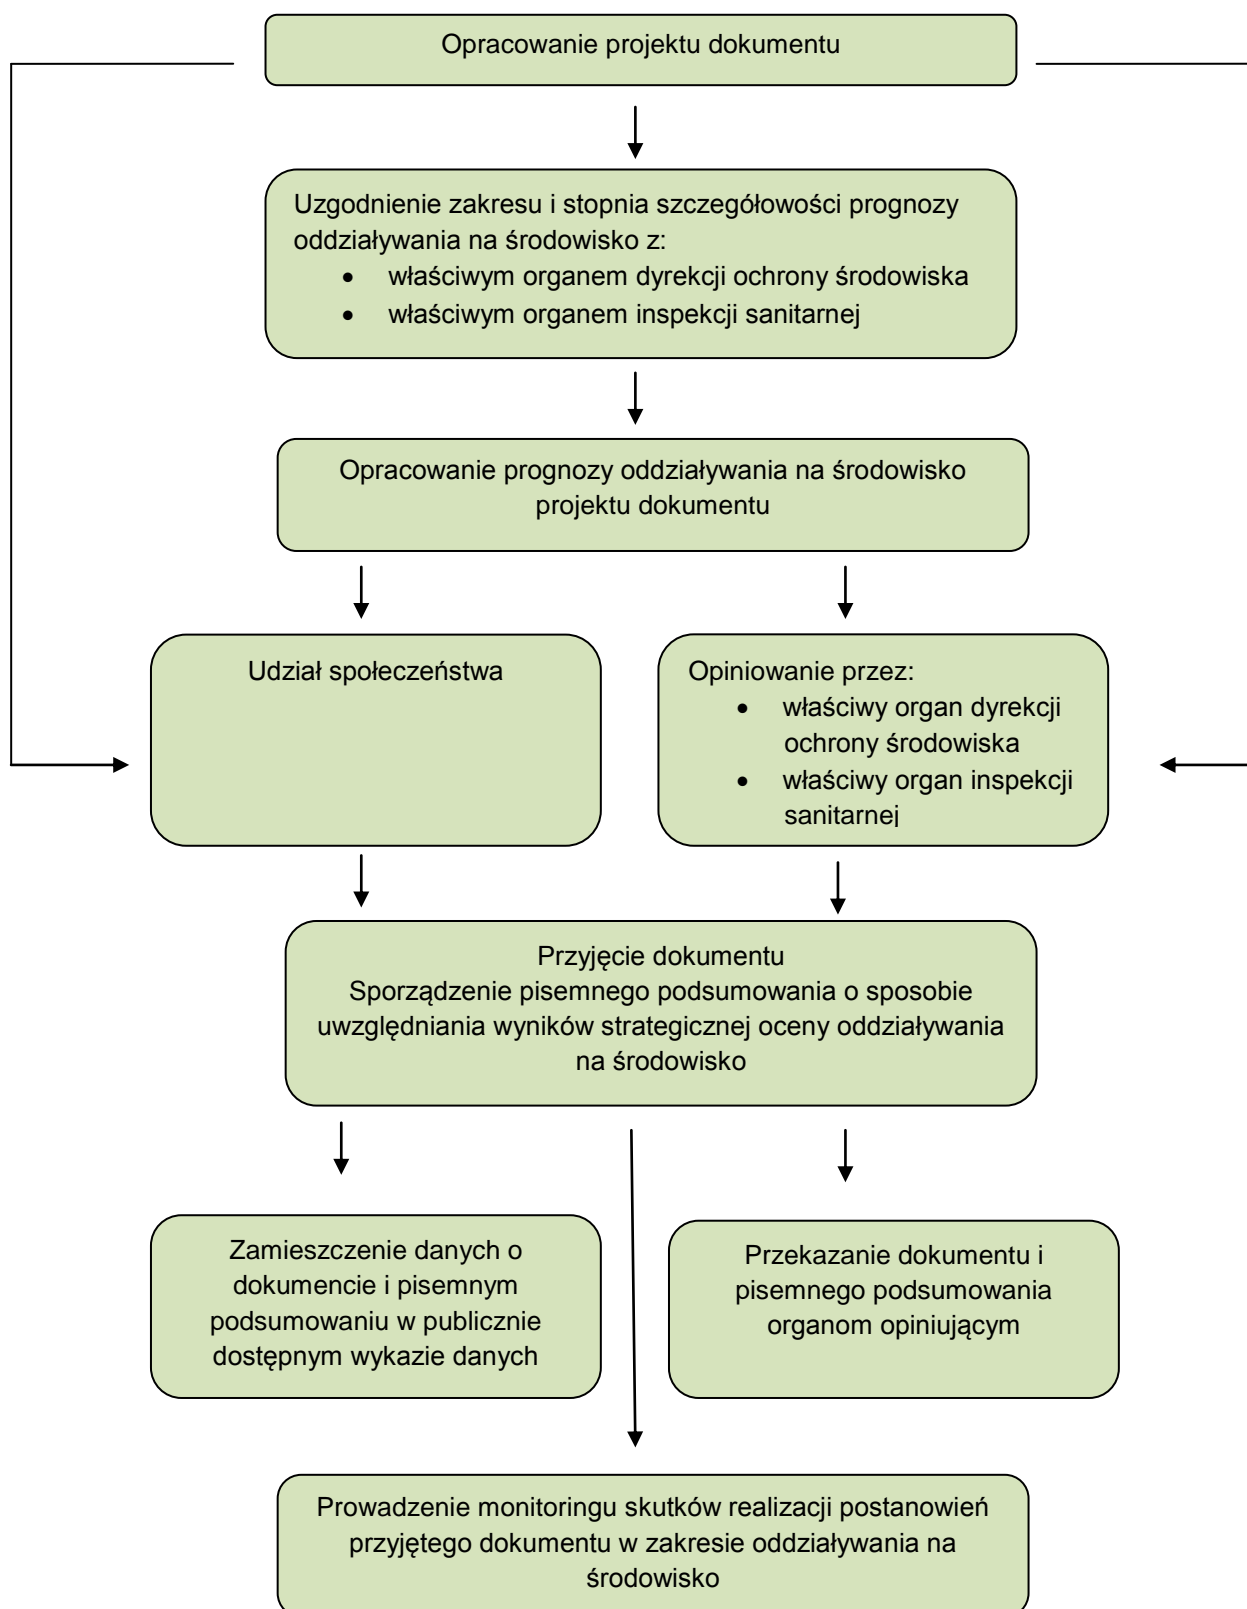 Opracowanie projektu dokumentu
Uzgodnienie zakresu i stopnia szczegółowości prognozy
oddziaływania na środowisko z:
• właściwym organem dyrekcji ochrony środowiska
• właściwym organem inspekcji sanitarnej
Opracowanie prognozy oddziaływania na środowisko
projektu dokumentu
Udział społeczeństwa
Opiniowanie przez:
• właściwy organ dyrekcji
ochrony środowiska
• właściwy organ inspekcji
sanitarnej
Przyjęcie dokumentu
Sporządzenie pisemnego podsumowania o sposobie
uwzględniania wyników strategicznej oceny oddziaływania
na środowisko
Zamieszczenie danych o
dokumencie i pisemnym
podsumowaniu w publicznie
dostępnym wykazie danych
Przekazanie dokumentu i
pisemnego podsumowania
organom opiniującym
Prowadzenie monitoringu skutków realizacji postanowień
przyjętego dokumentu w zakresie oddziaływania na
środowisko